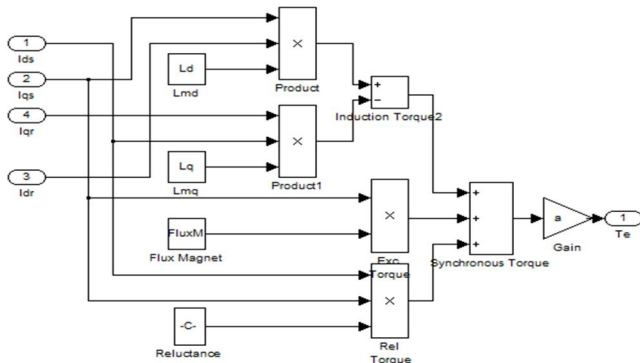 1
Ids
2
Iqs
4
Iqr
3
Idr
Ld
Lmd
×
Product
Lq
Lmq
×
Product1
+
−
Induction Torque2
FluxM
Flux Magnet
×
Exc
Torque
-C-
Reluctance
×
Rel
Torque
+
+
+
Synchronous Torque
a
Gain
1
Te